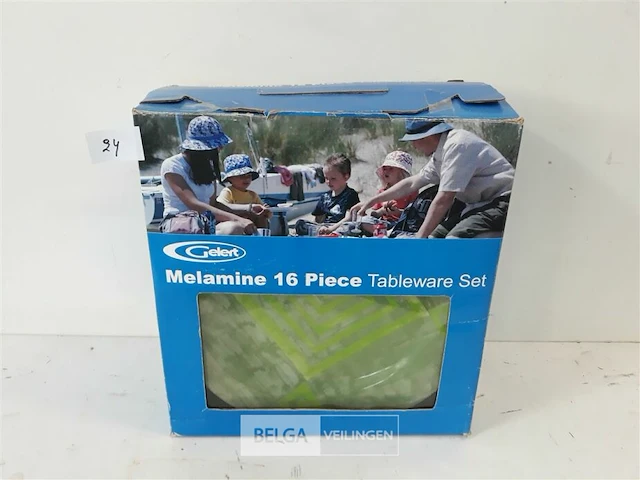 24
Gelert
Melamine 16 Piece Tableware Set
BELGA VEILINGEN